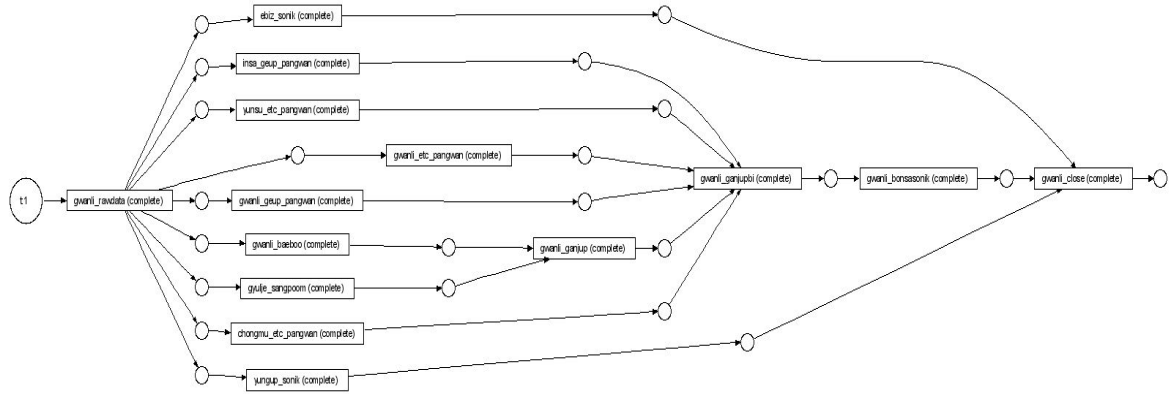 ebiz_sonik (complete)
insa_geup_pangwan (complete)
yunsu_etc_pangwan (complete)
gwanli_etc_pangwan (complete)
gwanli_ganjupbi (complete)
gwanli_bonsasonik (complete)
gwanli_close (complete)
t1
gwanli_rawdata (complete)
gwanli_geup_pangwan (complete)
gwanli_baeboo (complete)
gwanli_ganjup (complete)
gyulje_sangpoom (complete)
chongmu_etc_pangwan (complete)
yungup_sonik (complete)